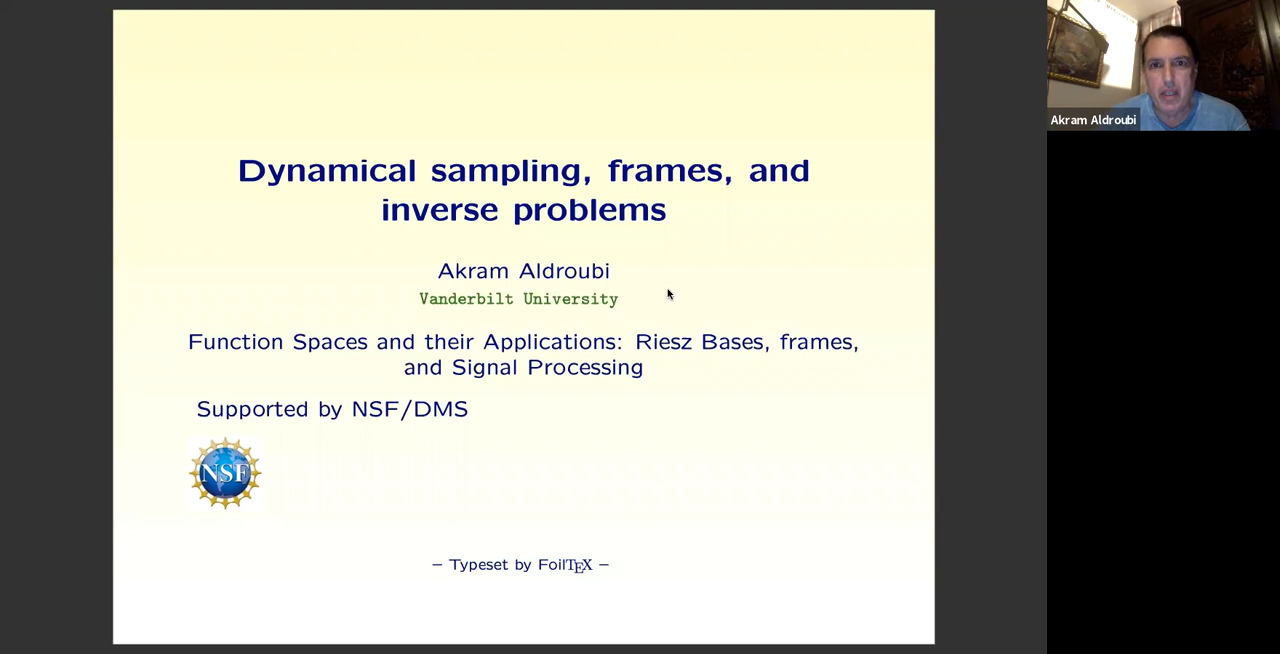 Dynamical sampling, frames, and
inverse problems
Akram Aldroubi
Vanderbilt University
Function Spaces and their Applications: Riesz Bases, frames,
and Signal Processing
Supported by NSF/DMS
NSF
– Typeset by FoilTEX –
Akram Aldroubi